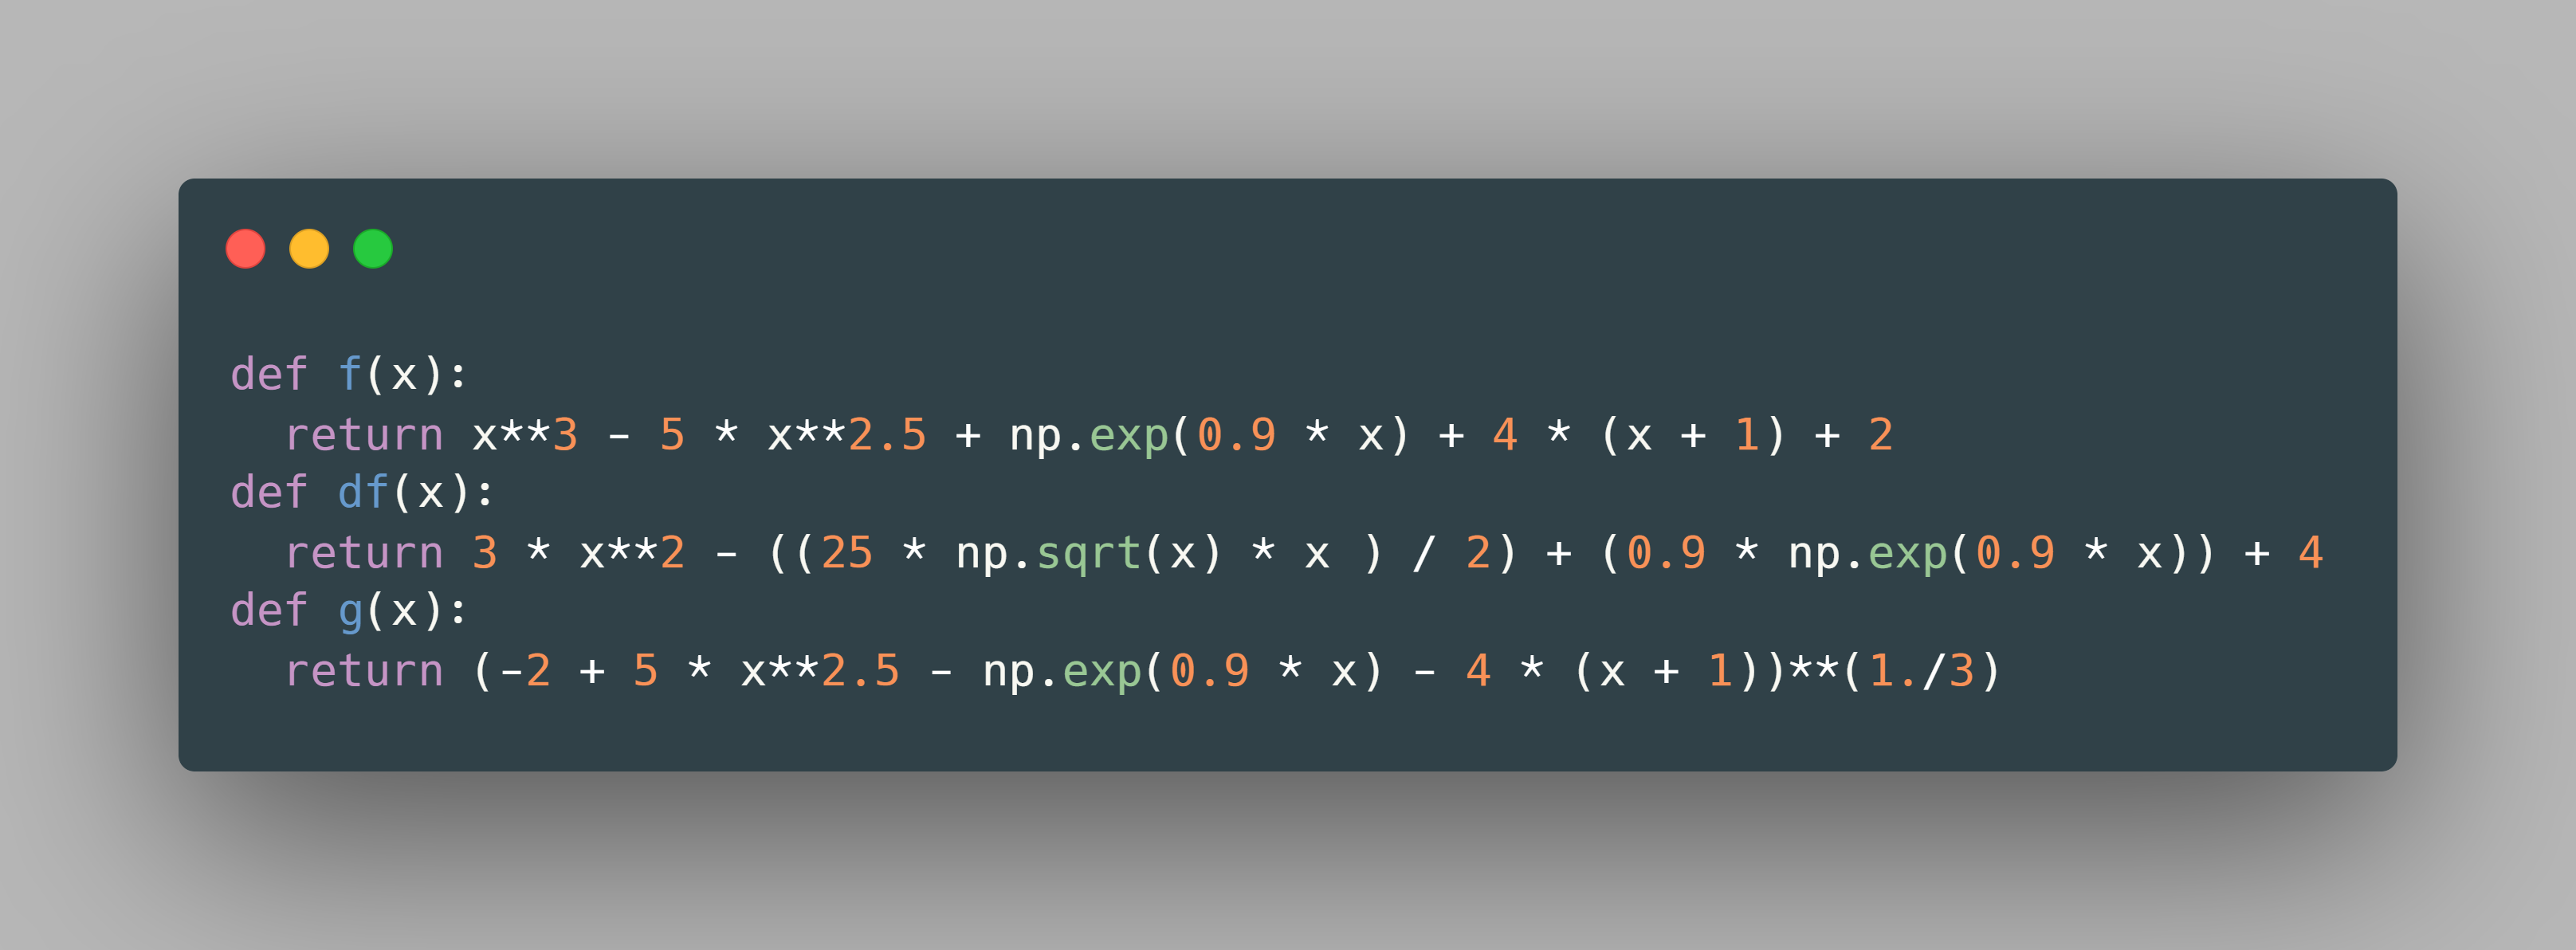 def f(x):
  return x**3 - 5 * x**2.5 + np.exp(0.9 * x) + 4 * (x + 1) + 2
def df(x):
  return 3 * x**2 - ((25 * np.sqrt(x) * x ) / 2) + (0.9 * np.exp(0.9 * x)) + 4
def g(x):
  return (-2 + 5 * x**2.5 - np.exp(0.9 * x) - 4 * (x + 1))**(1./3)